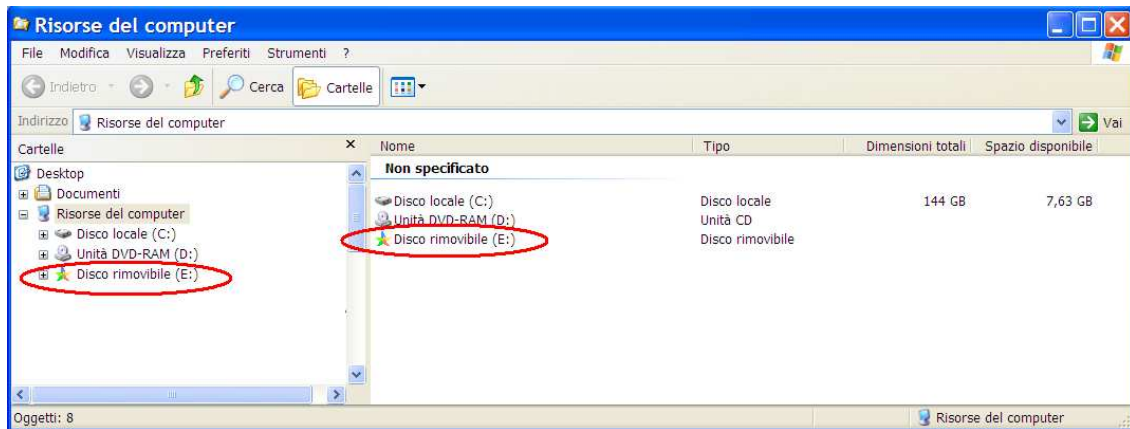 Risorse del computer
File Modifica Visualizza Preferiti Strumenti ?
Indietro Cerca Cartelle
Indirizzo Risorse del computer Vai
Cartelle x Nome Tipo Dimensioni totali Spazio disponibile
Desktop
Documenti
Risorse del computer
Disco locale (C:)
Unità DVD-RAM (D:)
Disco rimovibile (E:)
Non specificato
Disco locale (C:) Disco locale 144 GB 7,63 GB
Unità DVD-RAM (D:) Unità CD
Disco rimovibile (E:) Disco rimovibile
Oggetti: 8 Risorse del computer